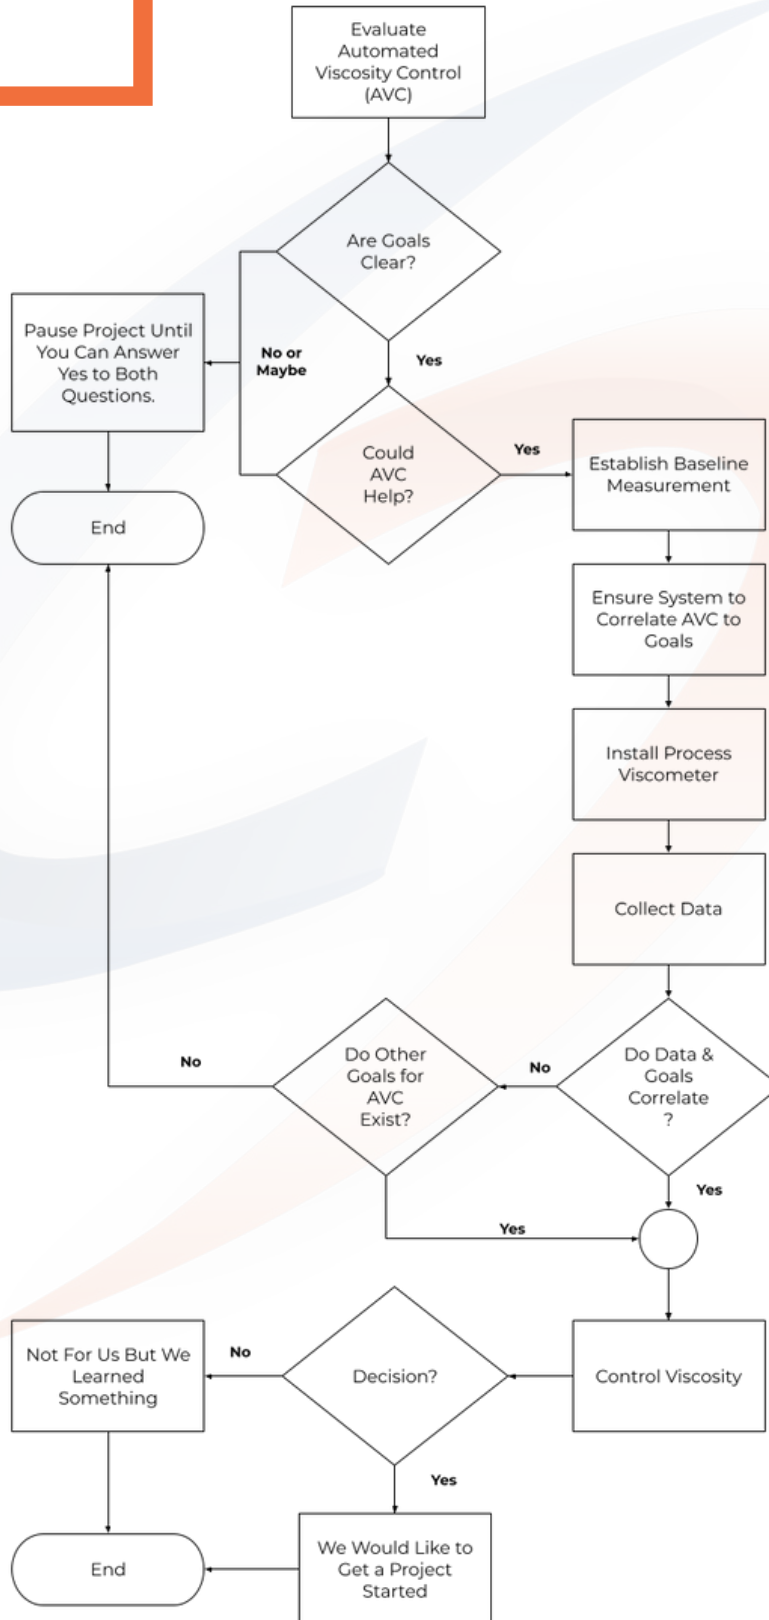 Evaluate
Automated
Viscosity Control
(AVC)
Are Goals
Clear?
Pause Project Until
You Can Answer
Yes to Both
Questions.
No or
Maybe
Yes
Could
AVC
Help?
Yes
Establish Baseline
Measurement
End
Ensure System to
Correlate AVC to
Goals
Install Process
Viscometer
Collect Data
No
Do Other
Goals for
AVC
Exist?
No
Do Data &
Goals
Correlate
?
Yes
Yes
Not For Us But We
Learned
Something
No
Decision?
Control Viscosity
Yes
End
We Would Like to
Get a Project
Started